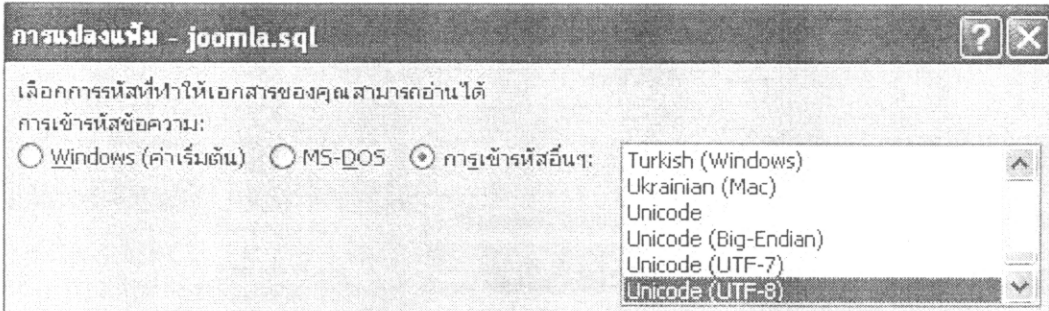 การแปลงแฟ้ม - joomla.sql
เลือกการรหัสที่ทำให้เอกสารของคุณสามารถอ่านได้
การเข้ารหัสข้อความ:
Windows (ค่าเริ่มต้น) MS-DOS การเข้ารหัสอื่นๆ:
Turkish (Windows)
Ukrainian (Mac)
Unicode
Unicode (Big-Endian)
Unicode (UTF-7)
Unicode (UTF-8)